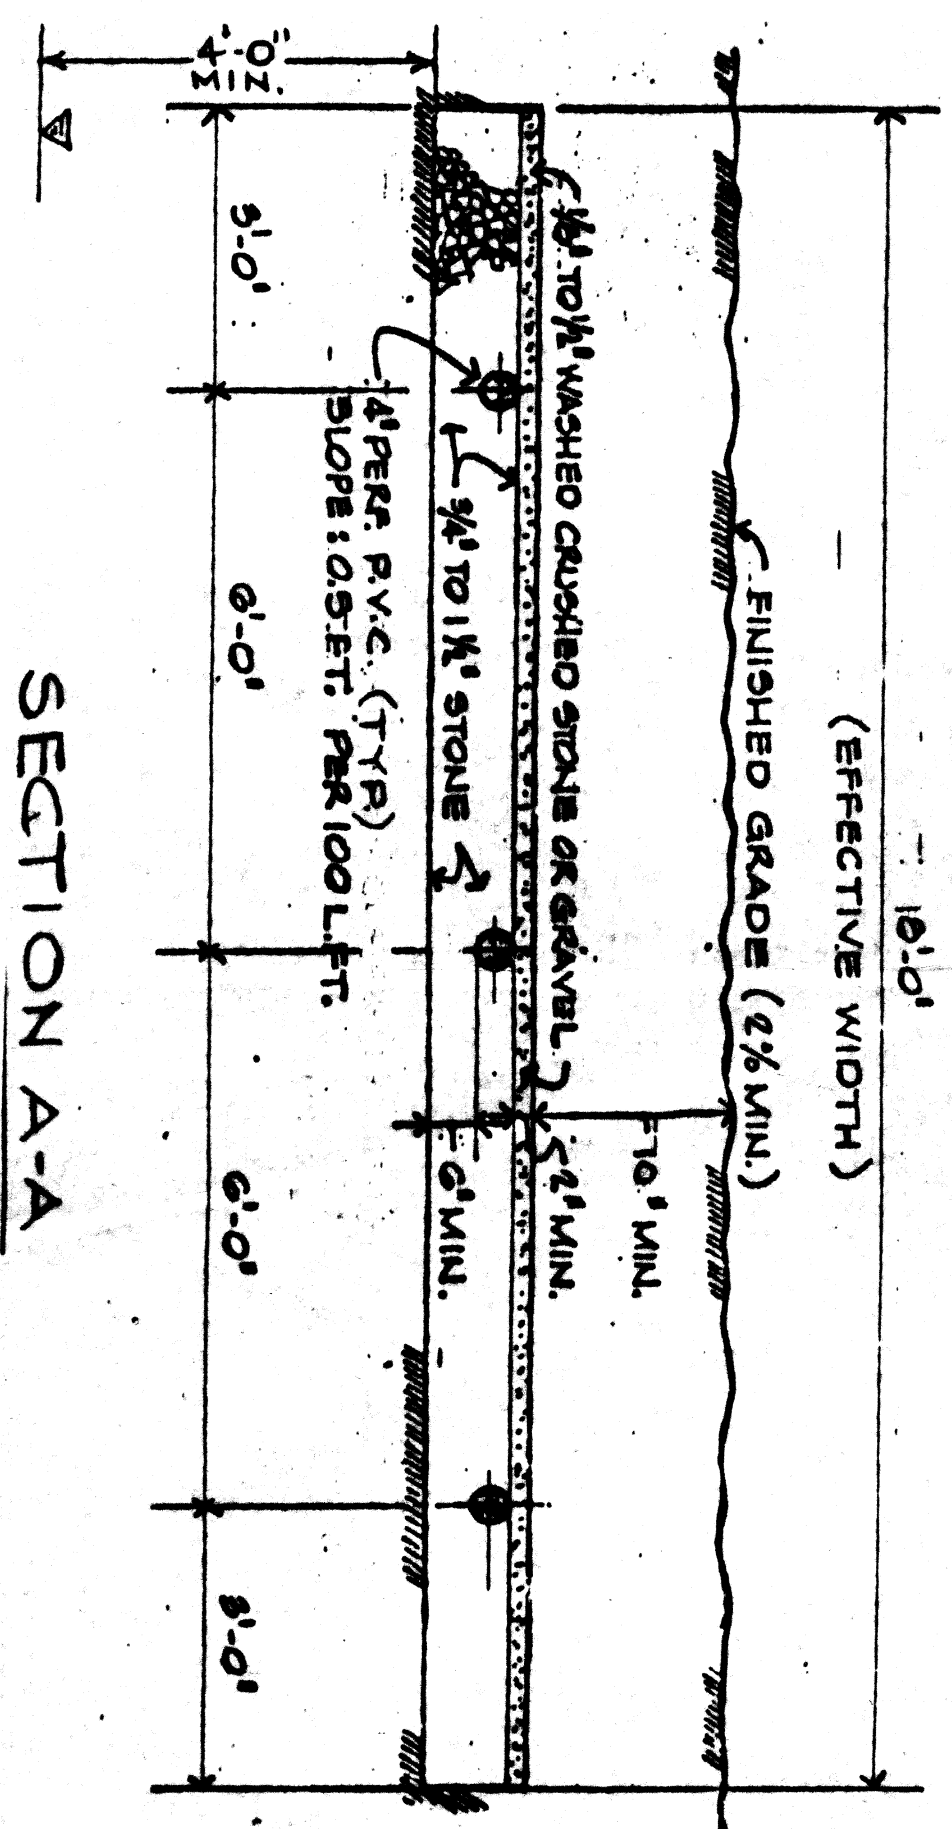 18'-0"
(EFFECTIVE WIDTH)
FINISHED GRADE (2% MIN.)
10" MIN.
1/8" TO 1/2" WASHED CRUSHED STONE OR GRAVEL
2" MIN.
3/4" TO 1 1/2" STONE
6" MIN.
4" PERF. P.V.C. (TYP.)
SLOPE: 0.5 FT. PER 100 L.FT.
3'-0"
6'-0"
6'-0"
3'-0"
4'-0"
MIN.
SECTION A-A